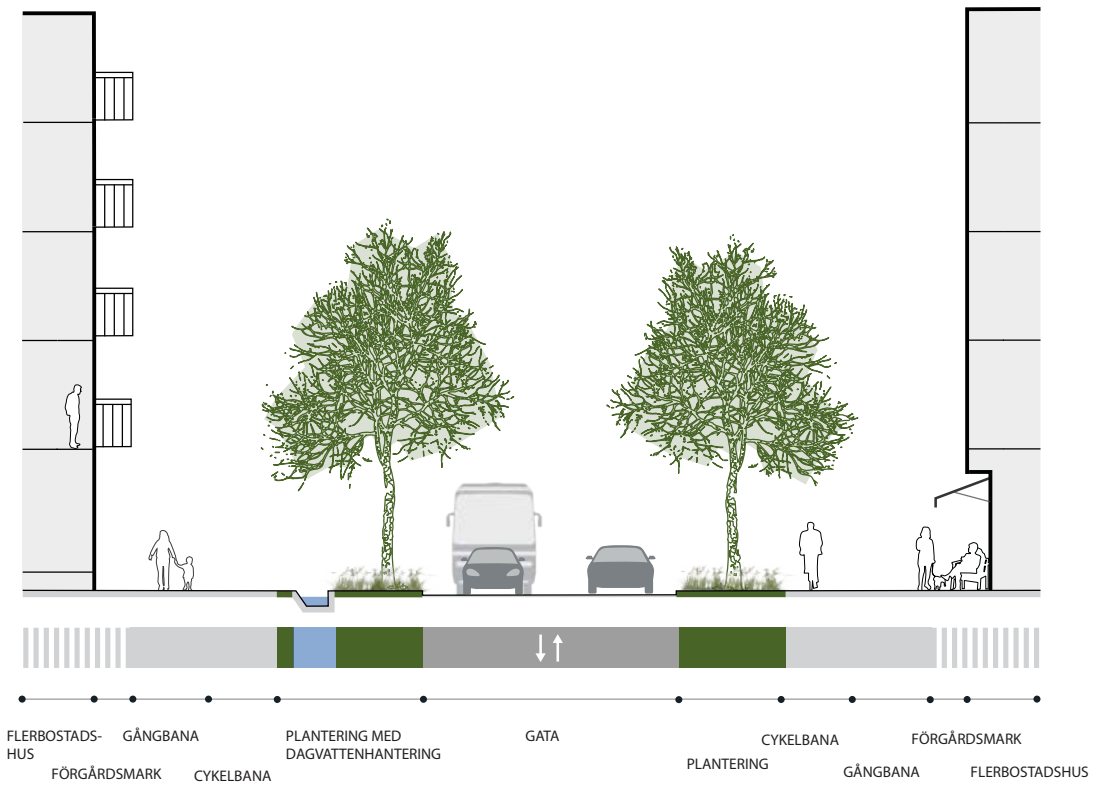 FLERBOSTADS-
HUS
FÖRGÅRDSMARK
GÅNGBANA
CYKELBANA
PLANTERING MED
DAGVATTENHANTERING
GATA
PLANTERING
CYKELBANA
GÅNGBANA
FÖRGÅRDSMARK
FLERBOSTADSHUS